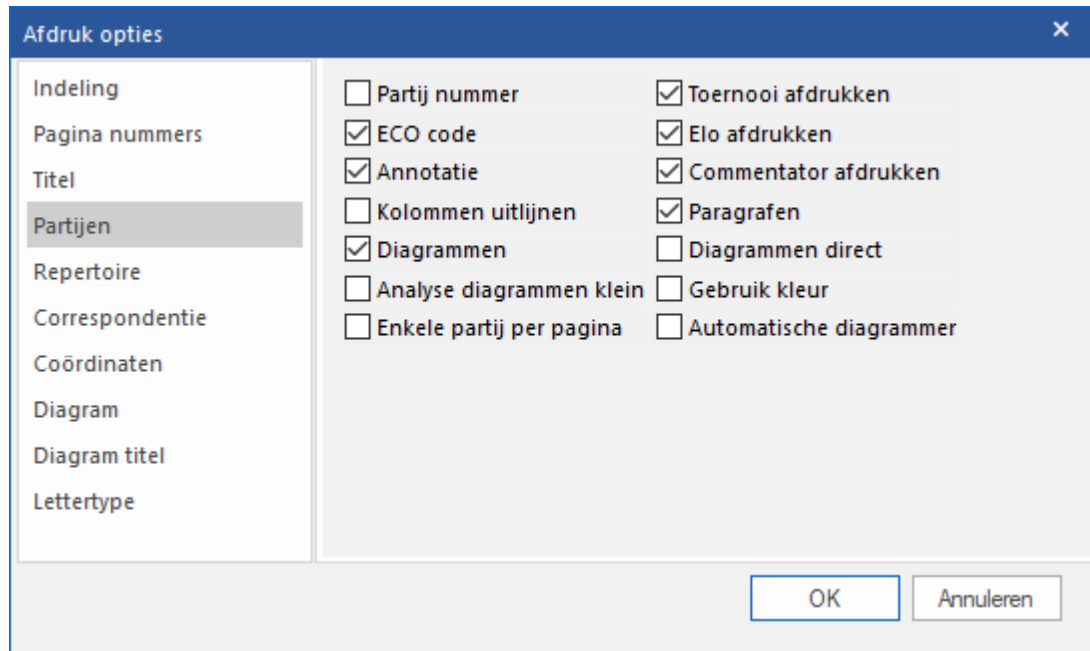 Afdruk opties
Indeling
Pagina nummers
Titel
Partijen
Repertoire
Correspondentie
Coördinaten
Diagram
Diagram titel
Lettertype
Partij nummer
ECO code
Annotatie
Kolommen uitlijnen
Diagrammen
Analyse diagrammen klein
Enkele partij per pagina
Toernooi afdrukken
Elo afdrukken
Commentator afdrukken
Paragrafen
Diagrammen direct
Gebruik kleur
Automatische diagrammer
OK
Annuleren